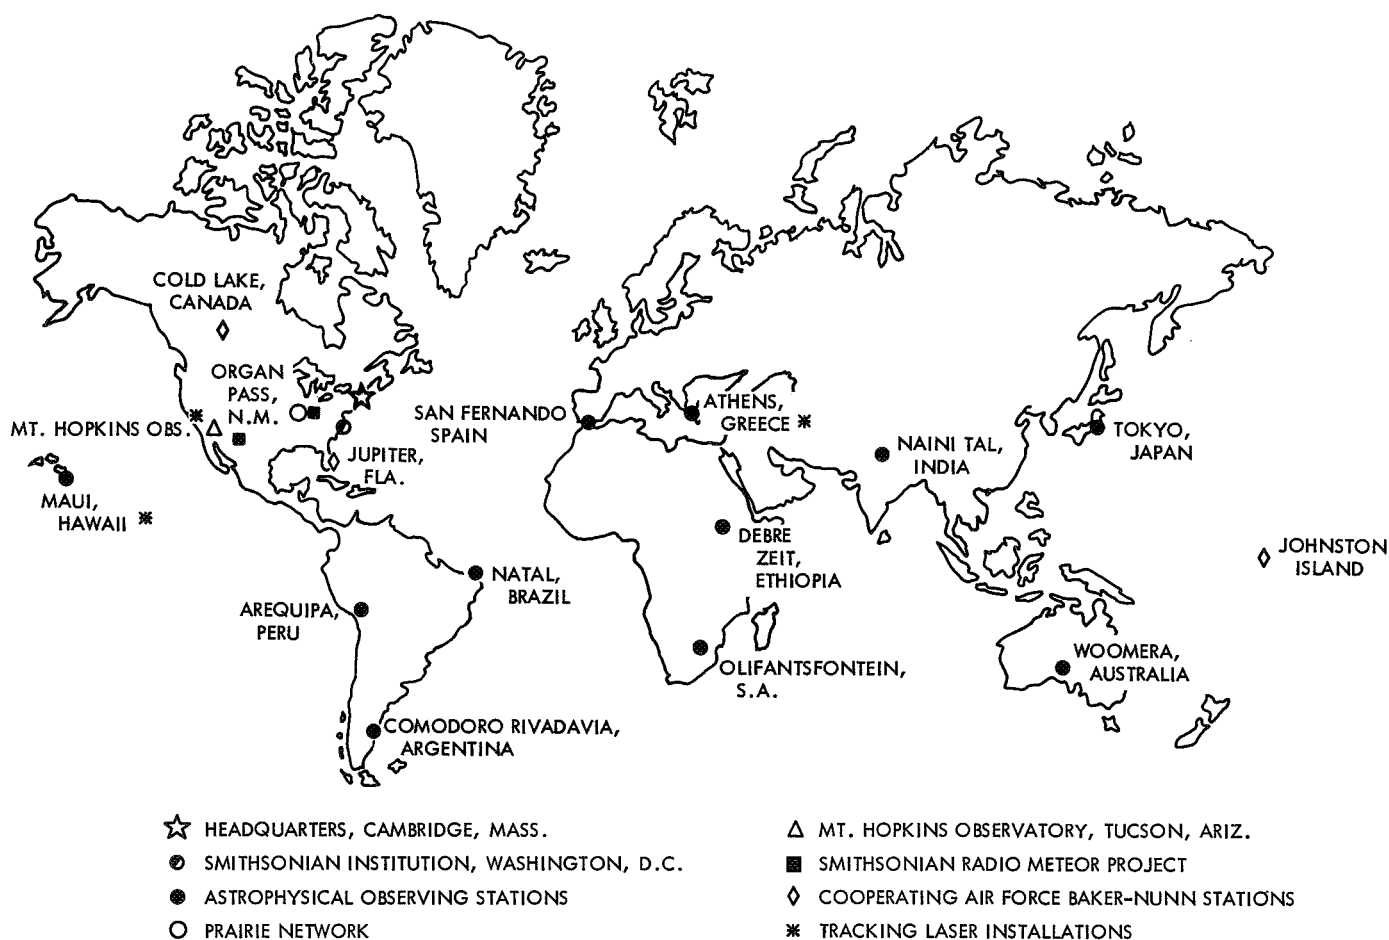 COLD LAKE,
CANADA
ORGAN
PASS,
N.M.
MT. HOPKINS OBS.
JUPITER,
FLA.
MAUI,
HAWAII
SAN FERNANDO
SPAIN
ATHENS,
GREECE
NAINI TAL,
INDIA
TOKYO,
JAPAN
DEBRE
ZEIT,
ETHIOPIA
JOHNSTON
ISLAND
NATAL,
BRAZIL
AREQUIPA,
PERU
OLIFANTSFONTEIN,
S.A.
WOOMERA,
AUSTRALIA
COMODORO RIVADAVIA,
ARGENTINA
HEADQUARTERS, CAMBRIDGE, MASS.
SMITHSONIAN INSTITUTION, WASHINGTON, D.C.
ASTROPHYSICAL OBSERVING STATIONS
PRAIRIE NETWORK
MT. HOPKINS OBSERVATORY, TUCSON, ARIZ.
SMITHSONIAN RADIO METEOR PROJECT
COOPERATING AIR FORCE BAKER-NUNN STATIONS
TRACKING LASER INSTALLATIONS